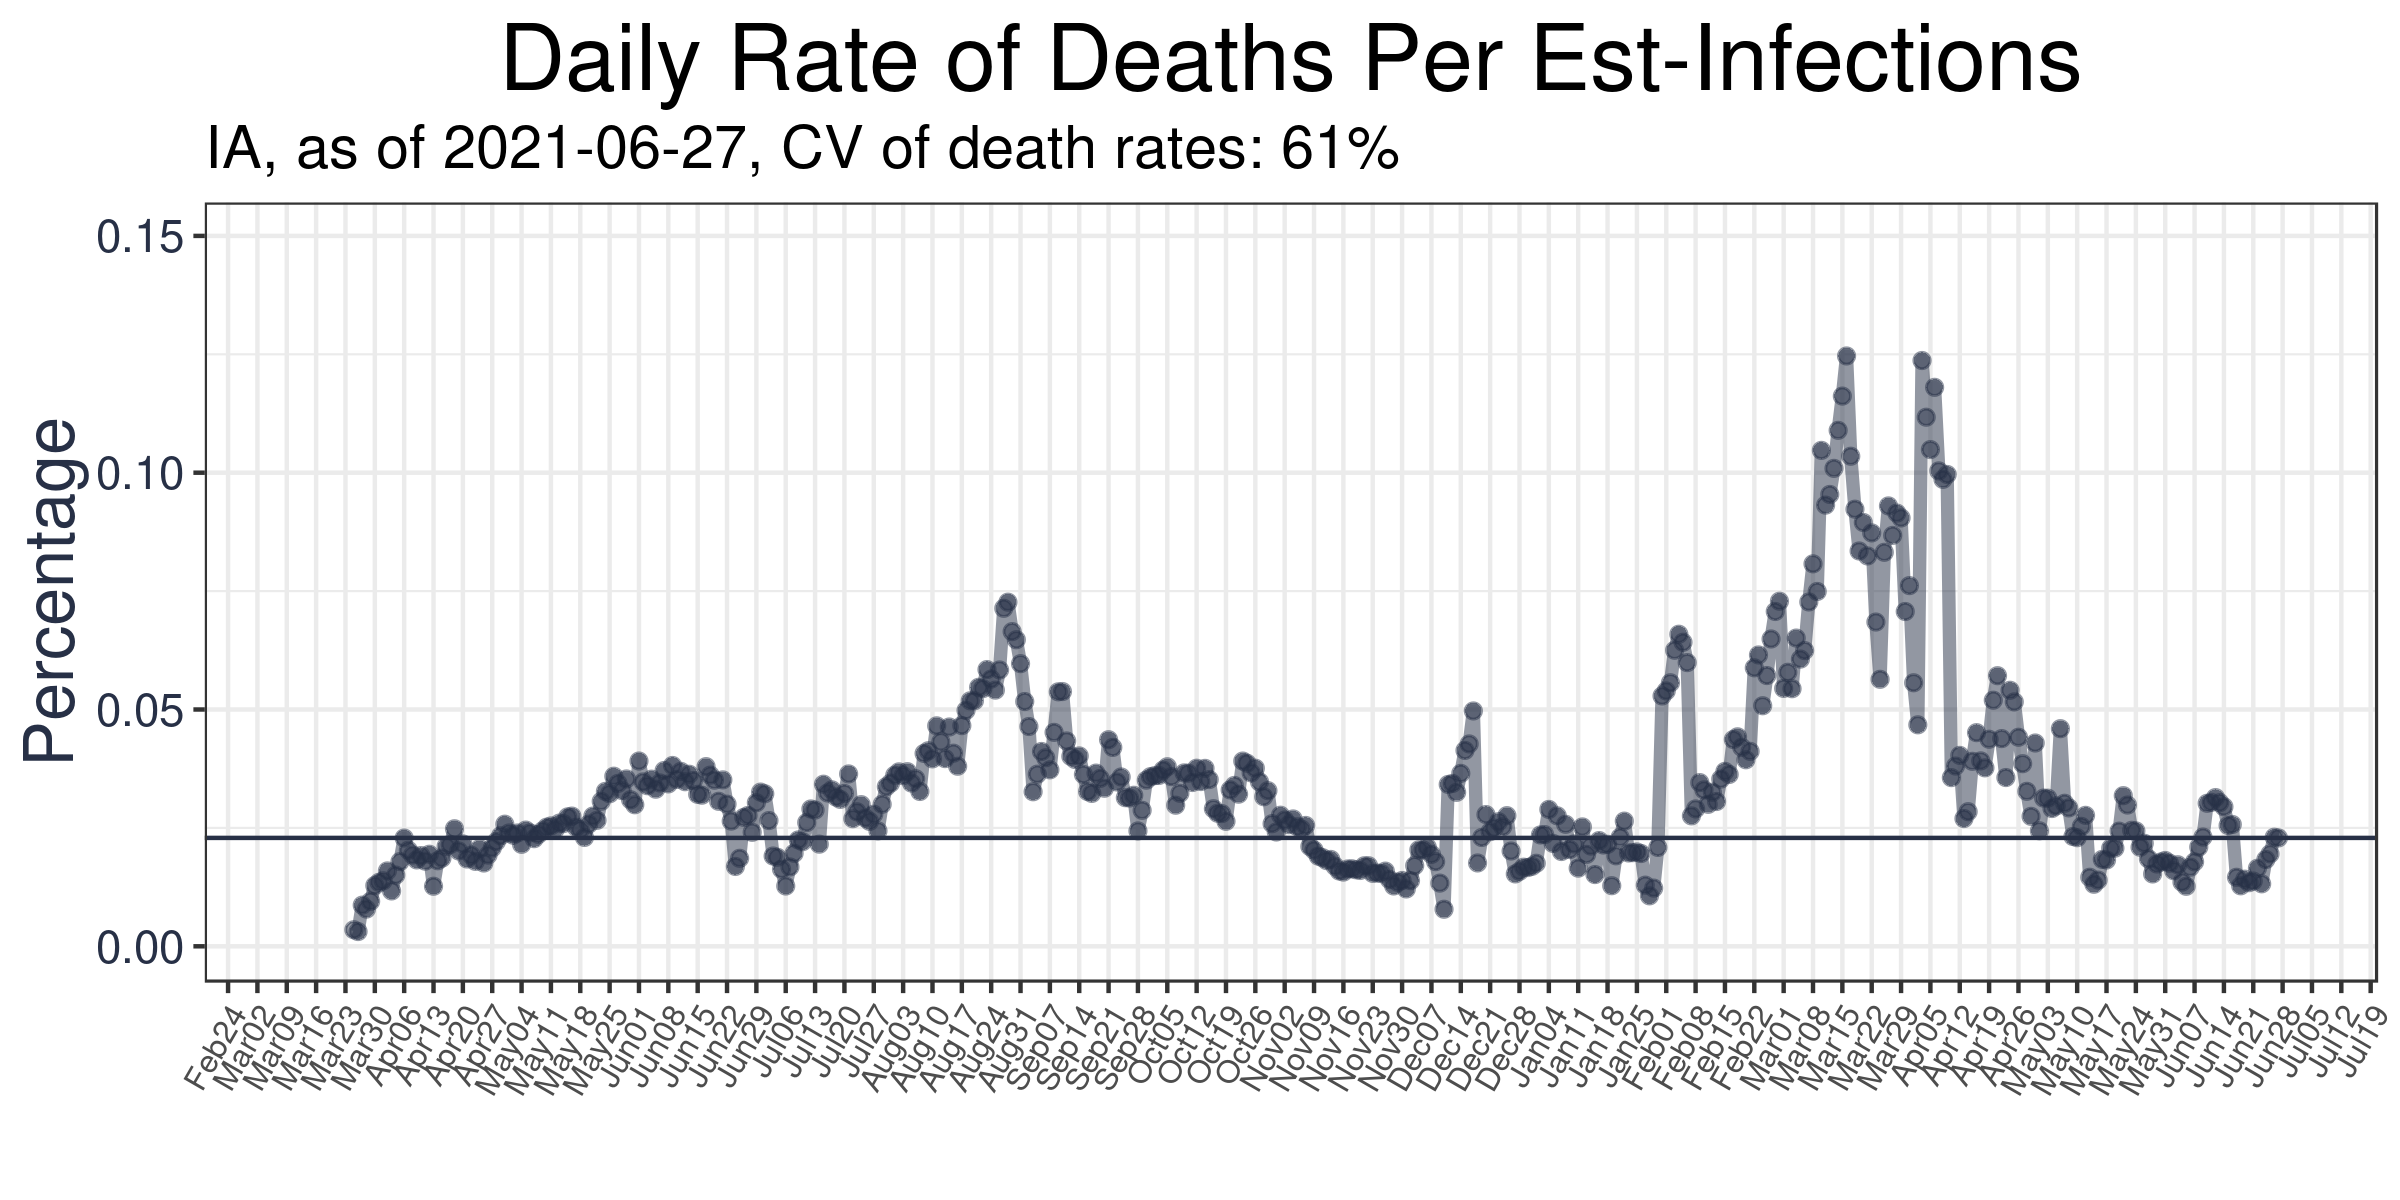 Daily Rate of Deaths Per Est-Infections
IA, as of 2021-06-27, CV of death rates: 61%
Percentage
0.15
0.10
0.05
0.00
Feb24
Mar02
Mar09
Mar16
Mar23
Mar30
Apr06
Apr13
Apr20
Apr27
May04
May11
May18
May25
Jun01
Jun08
Jun15
Jun22
Jun29
Jul06
Jul13
Jul20
Jul27
Aug03
Aug10
Aug17
Aug24
Aug31
Sep07
Sep14
Sep21
Sep28
Oct05
Oct12
Oct19
Oct26
Nov02
Nov09
Nov16
Nov23
Nov30
Dec07
Dec14
Dec21
Dec28
Jan04
Jan11
Jan18
Jan25
Feb01
Feb08
Feb15
Feb22
Mar01
Mar08
Mar15
Mar22
Mar29
Apr05
Apr12
Apr19
Apr26
May03
May10
May17
May24
May31
Jun07
Jun14
Jun21
Jun28
Jul05
Jul12
Jul19